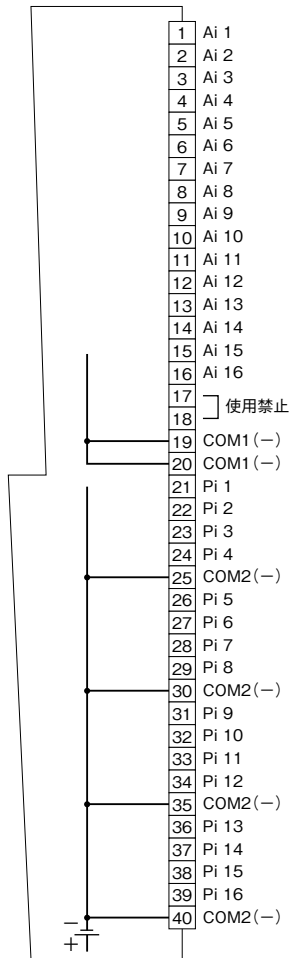 1 Ai 1
2 Ai 2
3 Ai 3
4 Ai 4
5 Ai 5
6 Ai 6
7 Ai 7
8 Ai 8
9 Ai 9
10 Ai 10
11 Ai 11
12 Ai 12
13 Ai 13
14 Ai 14
15 Ai 15
16 Ai 16
17
使用禁止
18
19 COM1(−)
20 COM1(−)
21 Pi 1
22 Pi 2
23 Pi 3
24 Pi 4
25 COM2(−)
26 Pi 5
27 Pi 6
28 Pi 7
29 Pi 8
30 COM2(−)
31 Pi 9
32 Pi 10
33 Pi 11
34 Pi 12
35 COM2(−)
36 Pi 13
37 Pi 14
38 Pi 15
39 Pi 16
40 COM2(−)
−
+